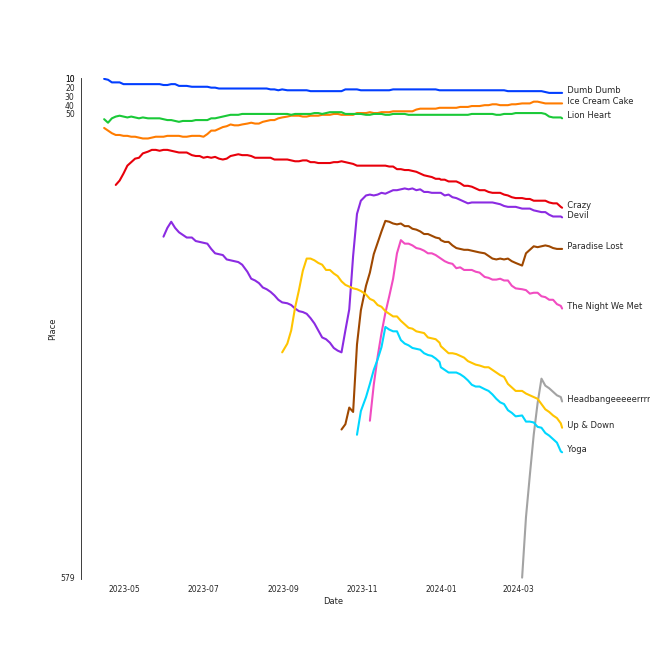 10
10
20
30
40
50
579
Place
Dumb Dumb
Ice Cream Cake
Lion Heart
Crazy
Devil
Paradise Lost
The Night We Met
Headbangeeeeerrrr
Up & Down
Yoga
2023-05
2023-07
2023-09
2023-11
2024-01
2024-03
Date